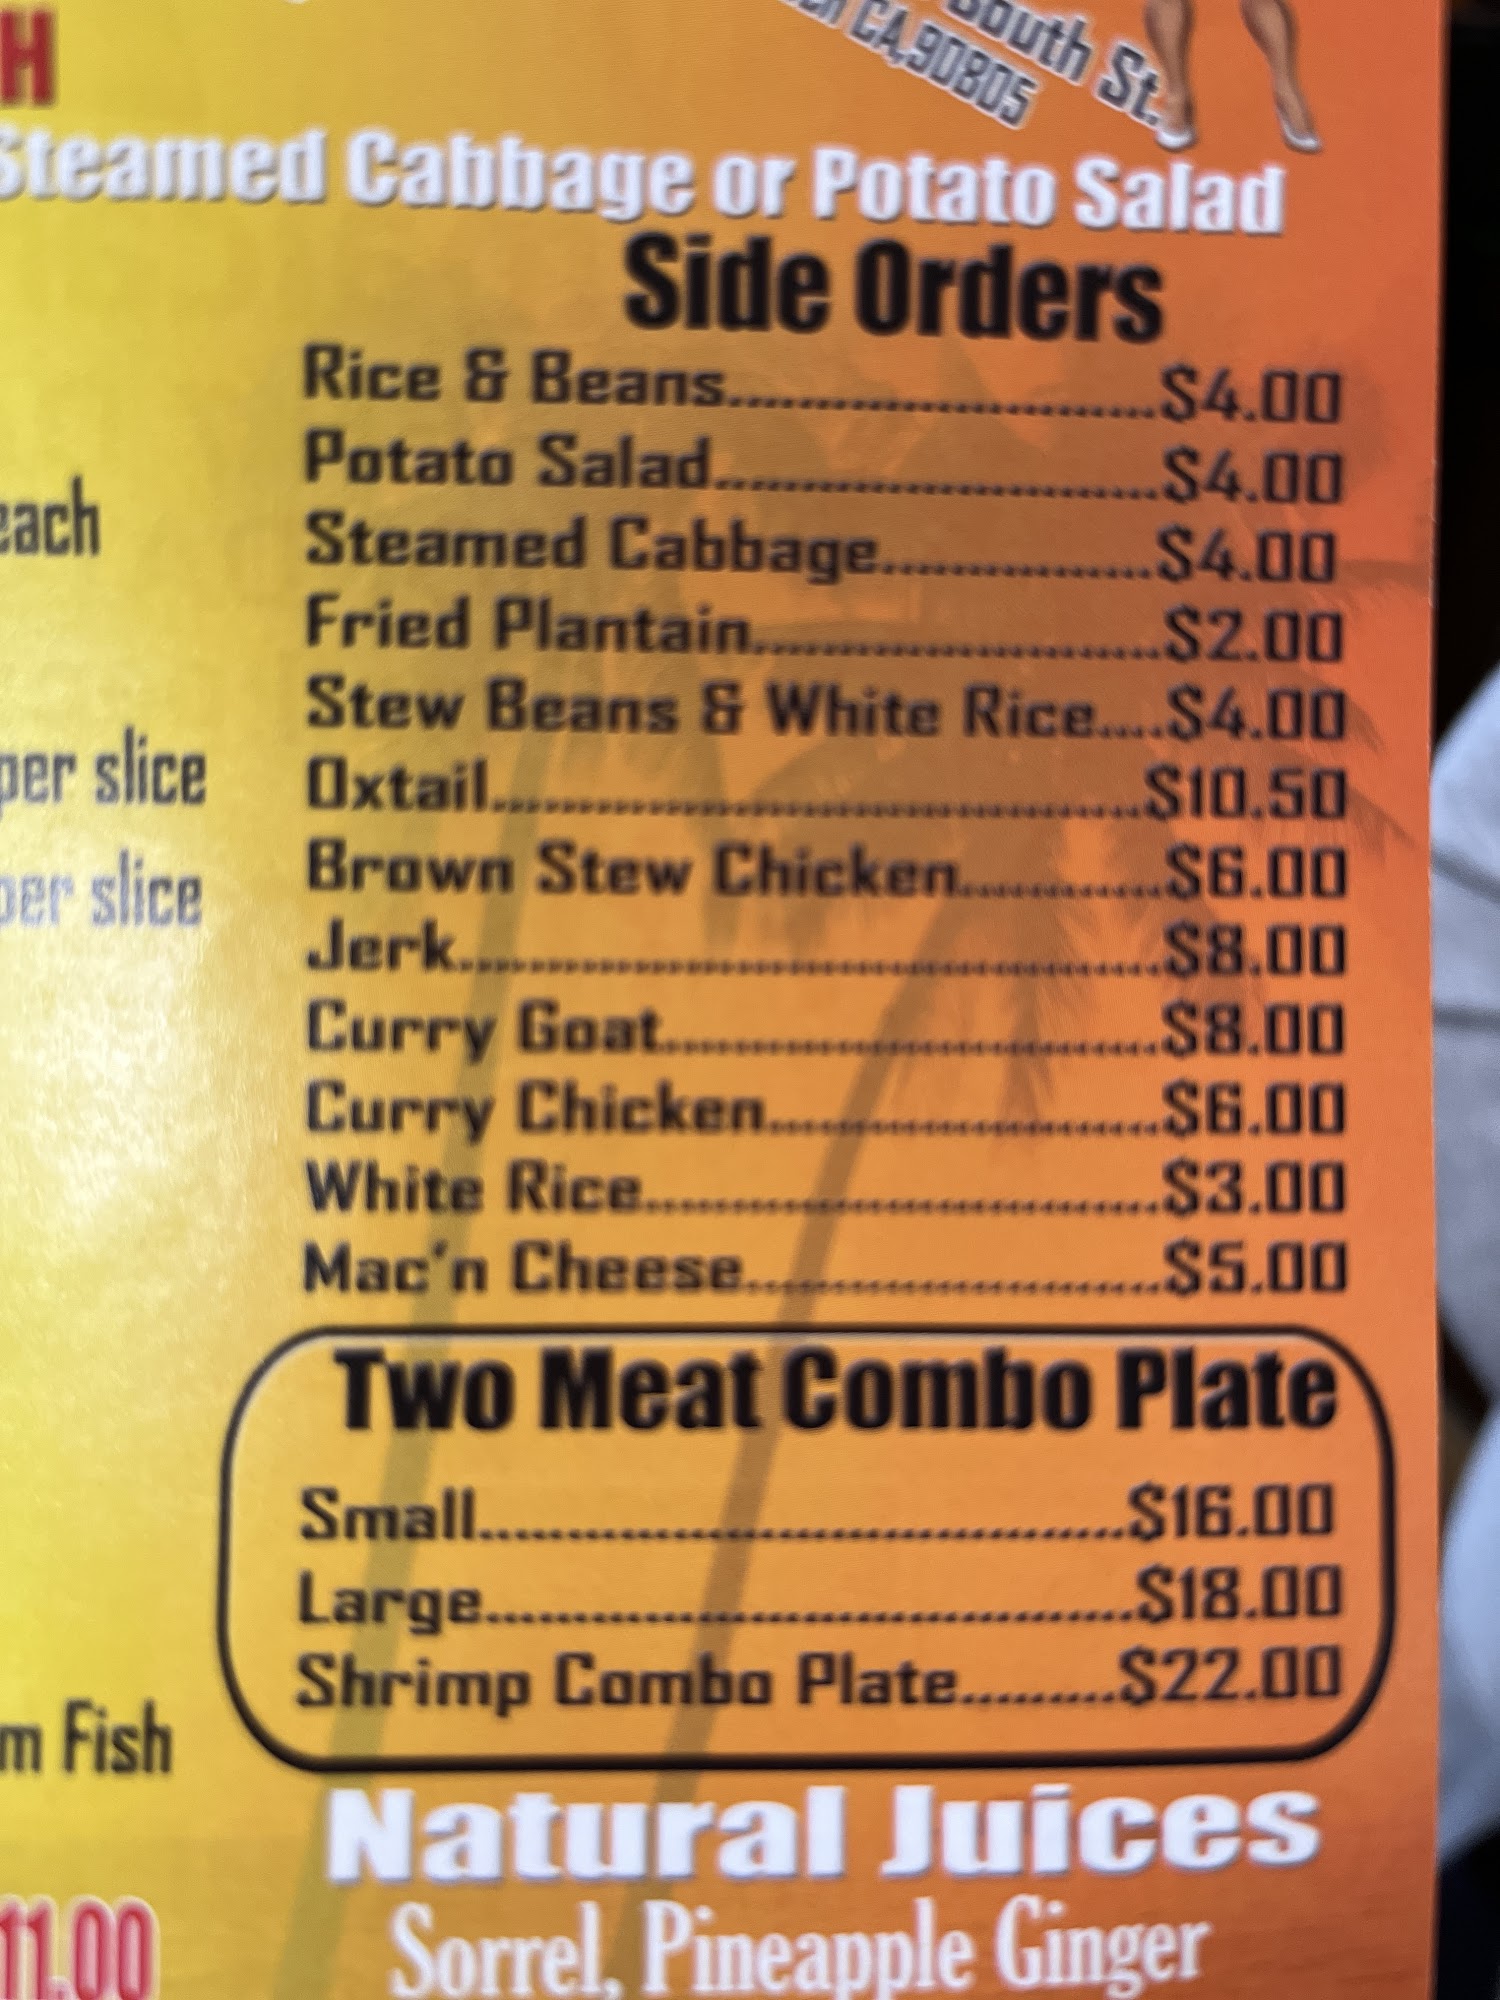 South St.
CA,90805
H
Steamed Cabbage or Potato Salad
Side Orders
Rice & Beans..............................$4.00
Potato Salad..............................$4.00
Steamed Cabbage...................$4.00
each
Fried Plantain............................$2.00
Stew Beans & White Rice....$4.00
per slice
Oxtail.............................................$10.50
Brown Stew Chicken..............$6.00
per slice
Jerk................................................$8.00
Curry Goat..................................$8.00
Curry Chicken...........................$6.00
White Rice...................................$3.00
Mac'n Cheese............................$5.00
Two Meat Combo Plate
Small.............................................$16.00
Large.............................................$18.00
Shrimp Combo Plate.........$22.00
m Fish
Natural Juices
11.00
Sorrel, Pineapple Ginger